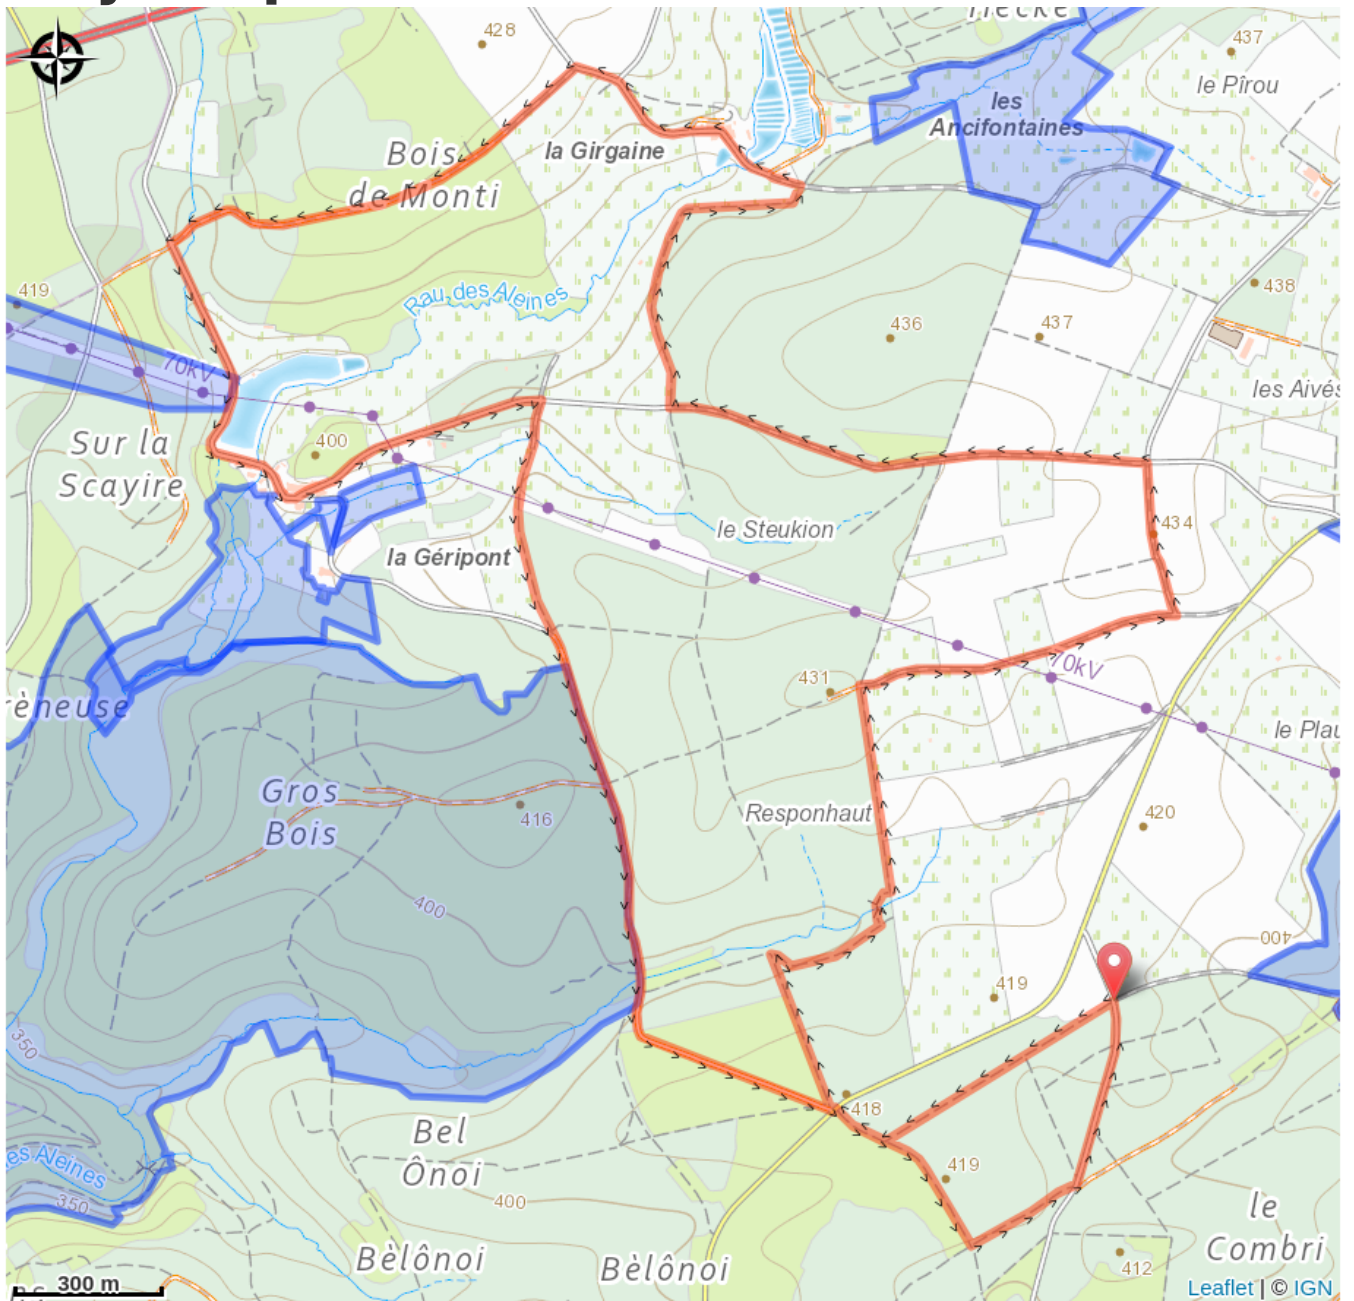 428
437
le Pîrou
les
Ancifontaines
Bois
de Monti
la Girgaine
419
Rau des Aleines
438
436
437
70kV
les Aivés
Sur la
Scayire
400
434
le Steukion
la Géripont
431
70kV
le Plau
Gros
Bois
416
Responhaut
420
400
400
419
350
418
Bel
Ônoi
es Aleines
350
419
400
le
Combri
Bèlônoi
Bèlônoi
412
300 m
Leaflet | © IGN